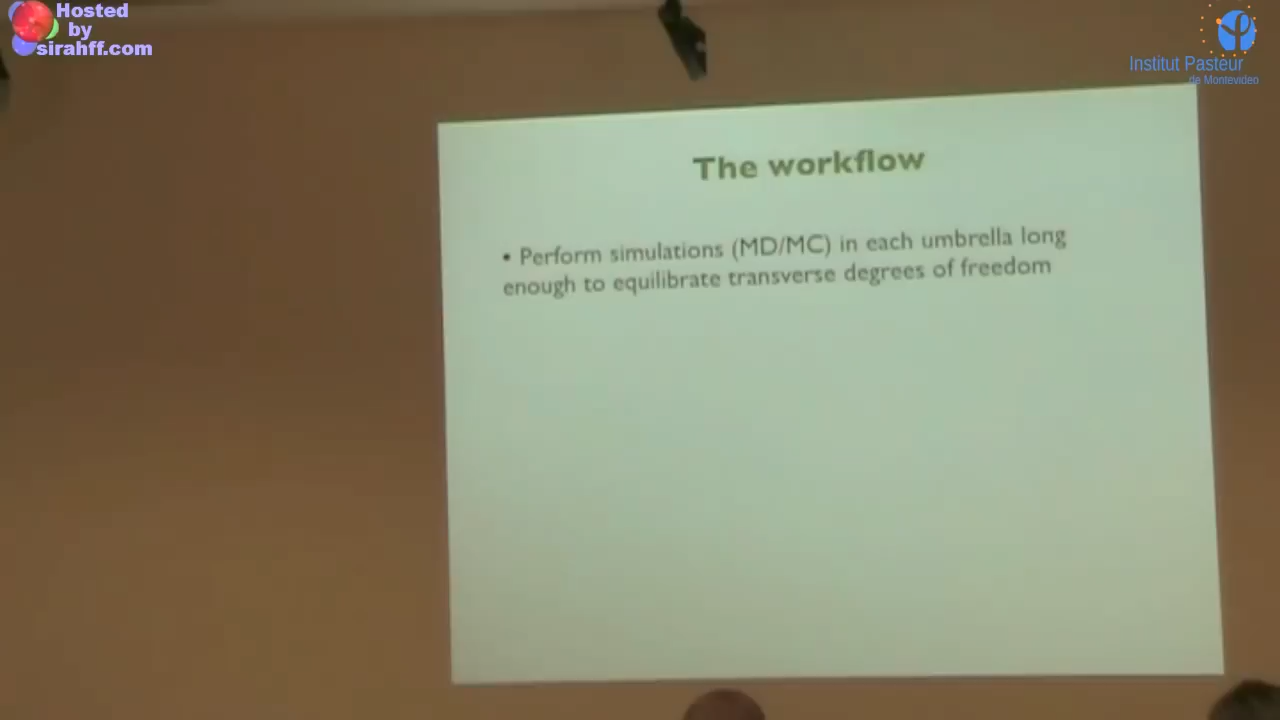 Hosted
by
sirahff.com
Institut Pasteur
de Montevideo
The workflow
• Perform simulations (MD/MC) in each umbrella long
enough to equilibrate transverse degrees of freedom